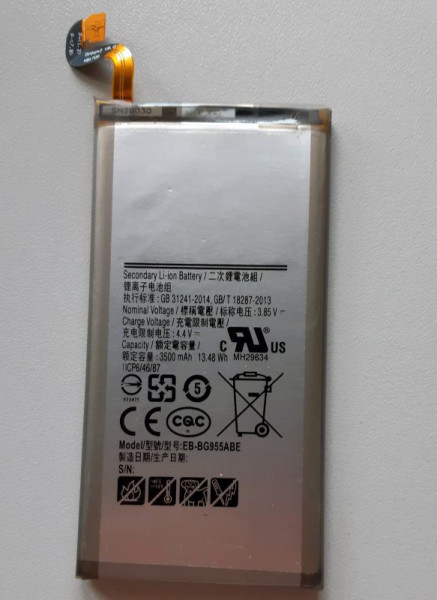 SM28030
Secondary Li-ion Battery / 二次鋰電池組 /
锂离子电池组
执行标准: GB 31241-2014, GB/T 18287-2013
Nominal Voltage / 標稱電壓 / 标称电压: 3.85 V
Charge Voltage / 充電限制電壓 /
充电限制电压: 4.4 V
Capacity / 額定電容量 /
额定容量: 3500 mAh 13.48 Wh
1ICP6/46/87
C RU US
MH29634
5
CE CQC
Model/型號/型号:EB-BG955ABE
製造日期/生产日期:
S/N: